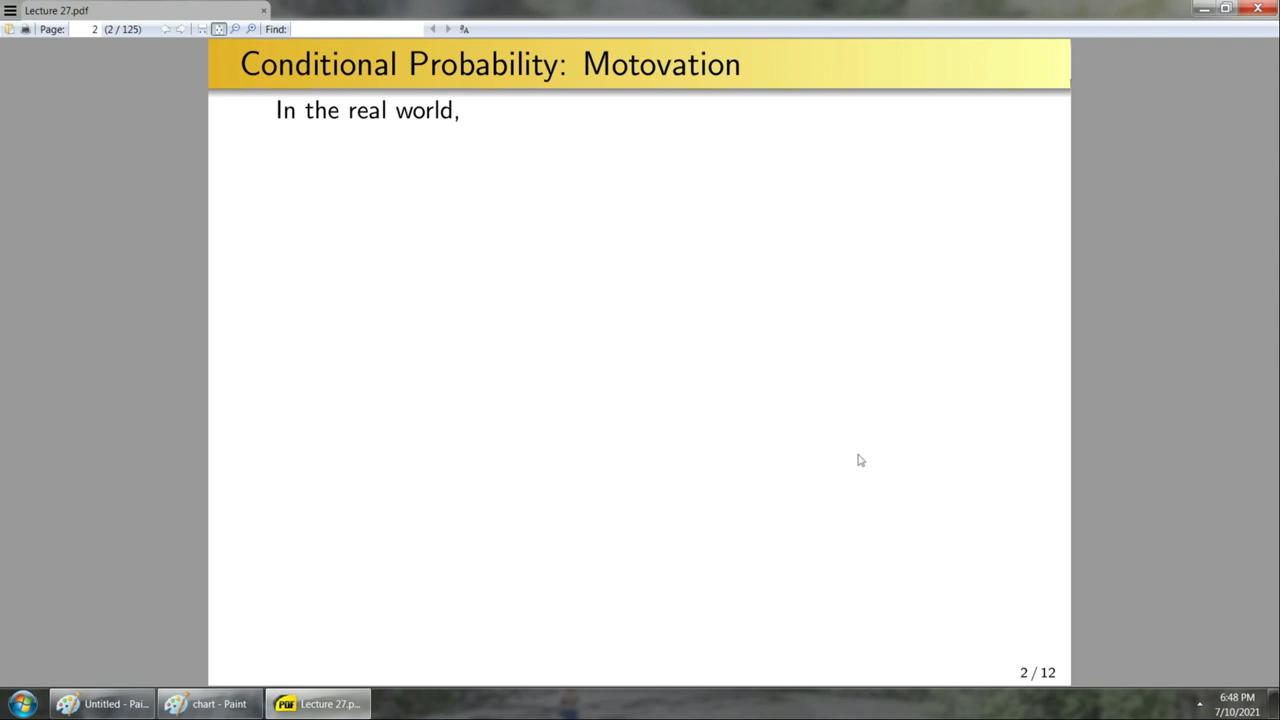 Lecture 27.pdf
Page: 2 (2 / 125) Find:
Conditional Probability: Motovation
In the real world,
2 / 12
Untitled - Pai...
chart - Paint
PDF
Lecture 27.p...
6:48 PM
7/10/2021